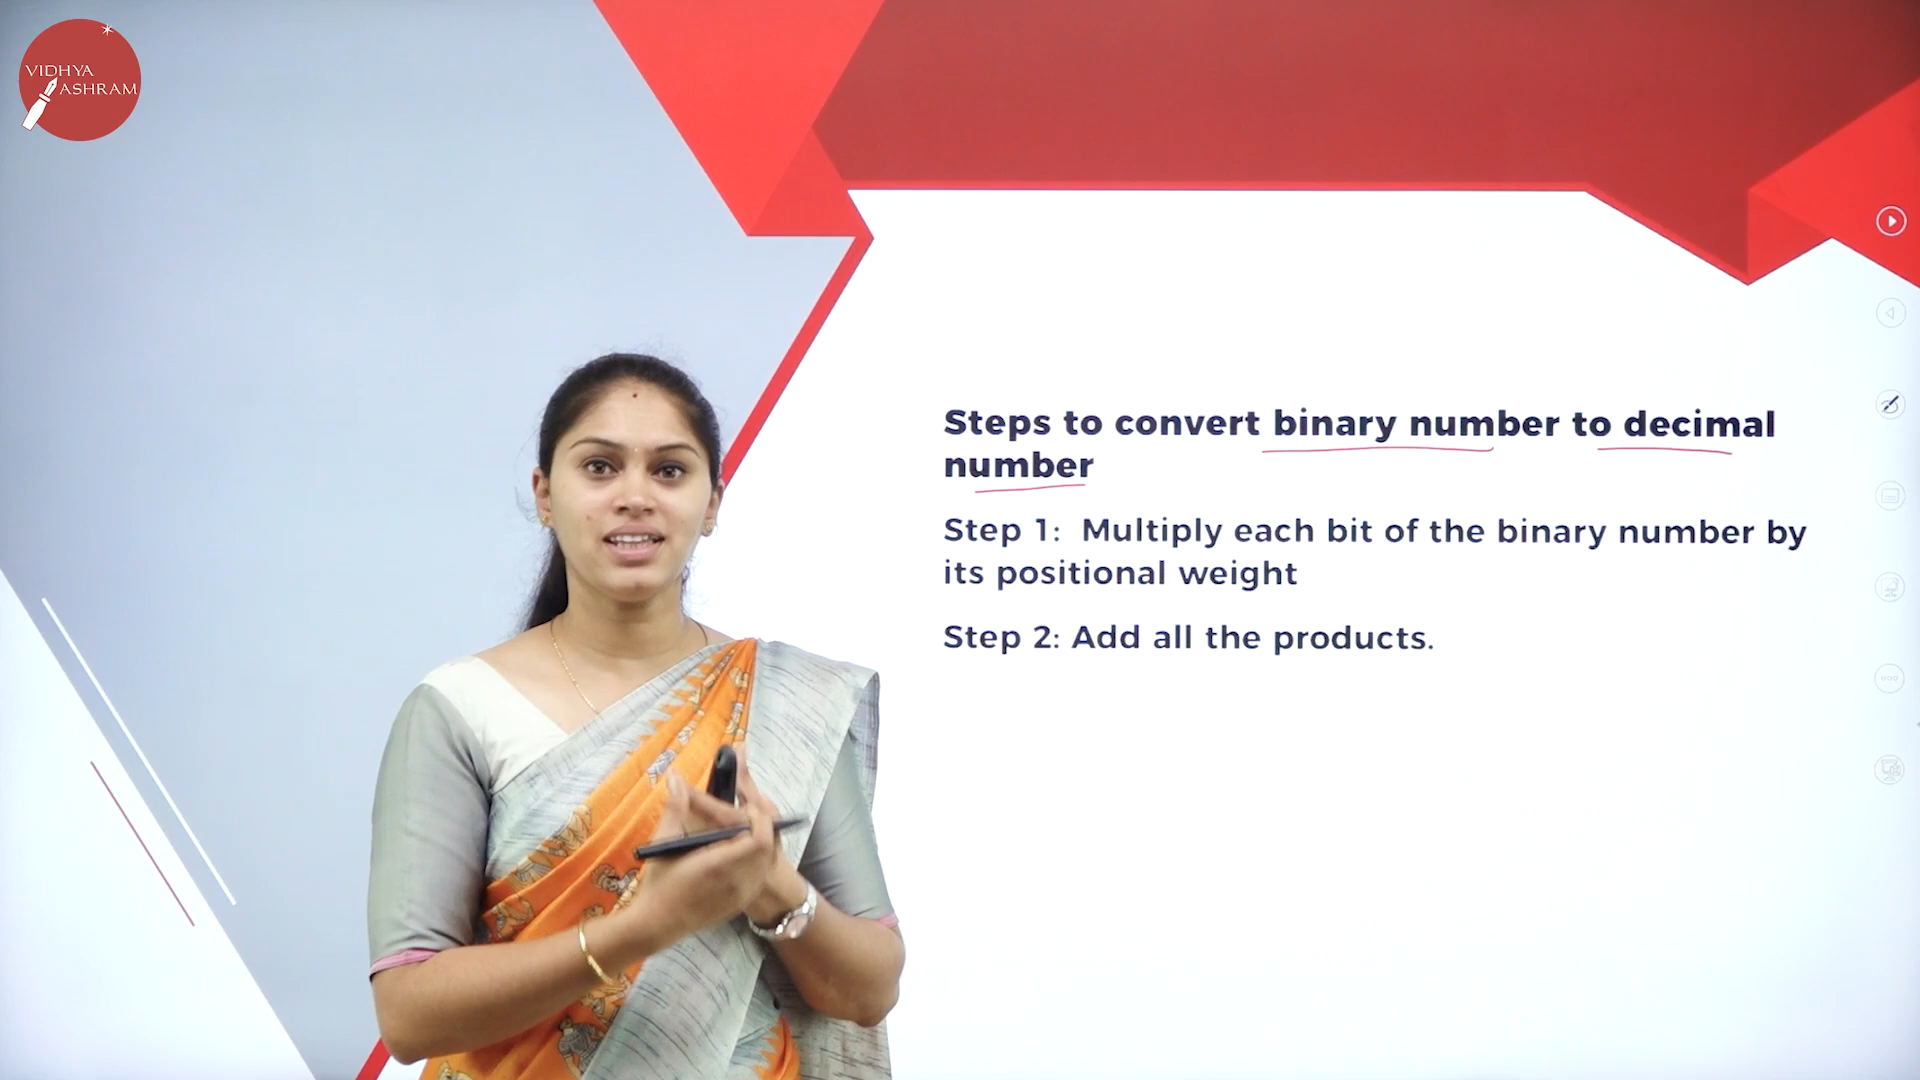 VIDHYA
ASHRAM
Steps to convert binary number to decimal
number
Step 1: Multiply each bit of the binary number by
its positional weight
Step 2: Add all the products.